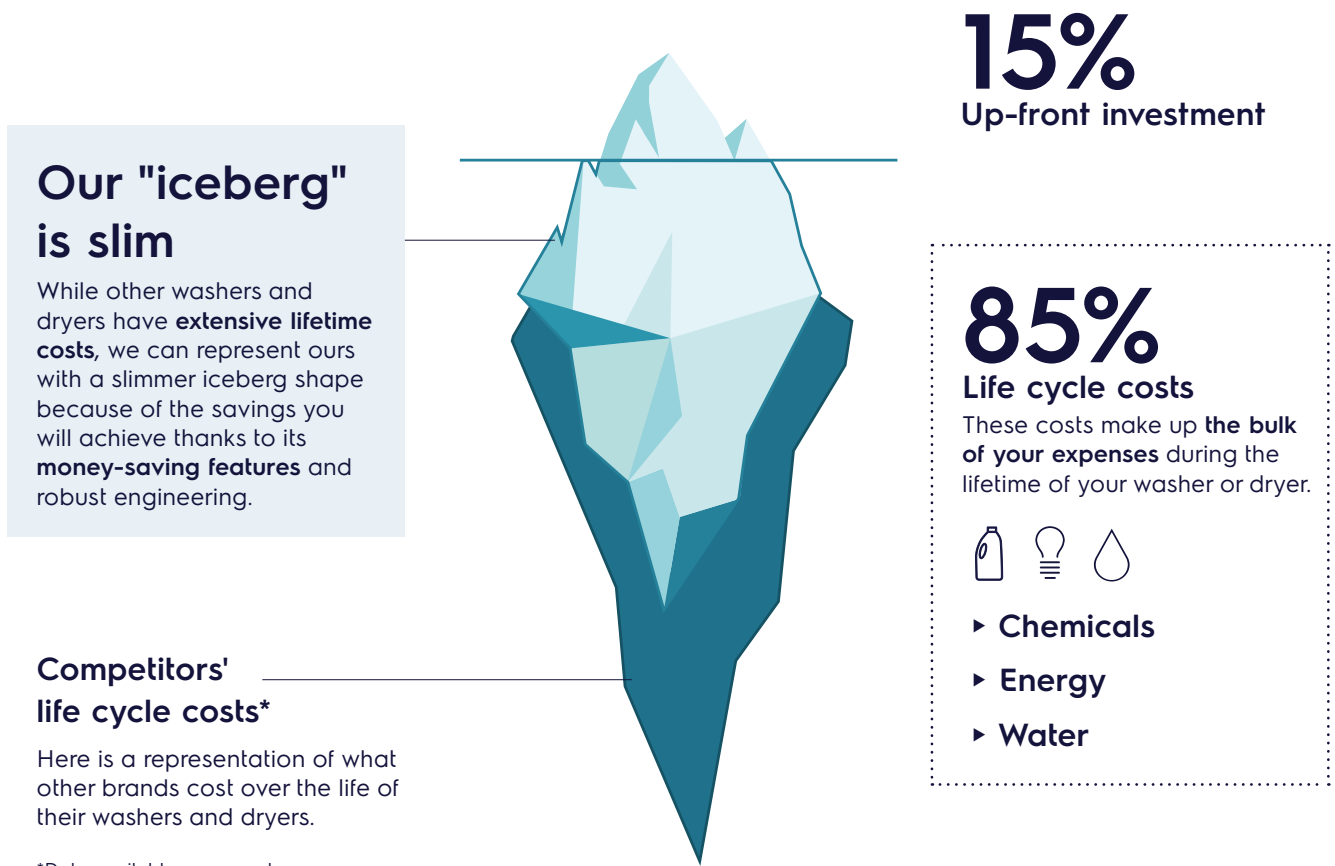 15%
Up-front investment
Our "iceberg"
is slim
While other washers and
dryers have extensive lifetime
costs, we can represent ours
with a slimmer iceberg shape
because of the savings you
will achieve thanks to its
money-saving features and
robust engineering.
85%
Life cycle costs
These costs make up the bulk
of your expenses during the
lifetime of your washer or dryer.
▸ Chemicals
▸ Energy
▸ Water
Competitors'
life cycle costs*
Here is a representation of what
other brands cost over the life of
their washers and dryers.